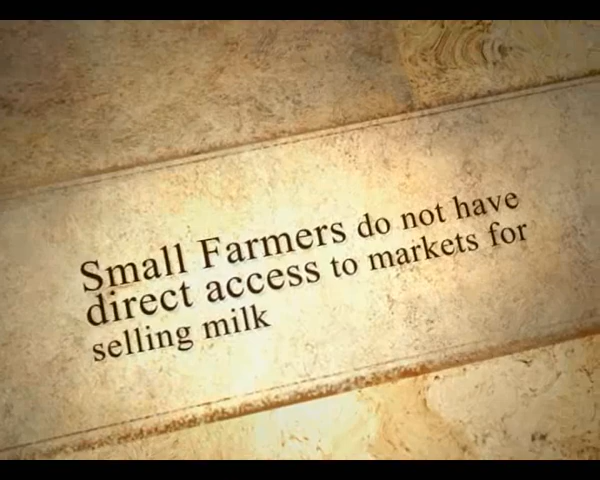 Small Farmers do not have
direct access to markets for
selling milk